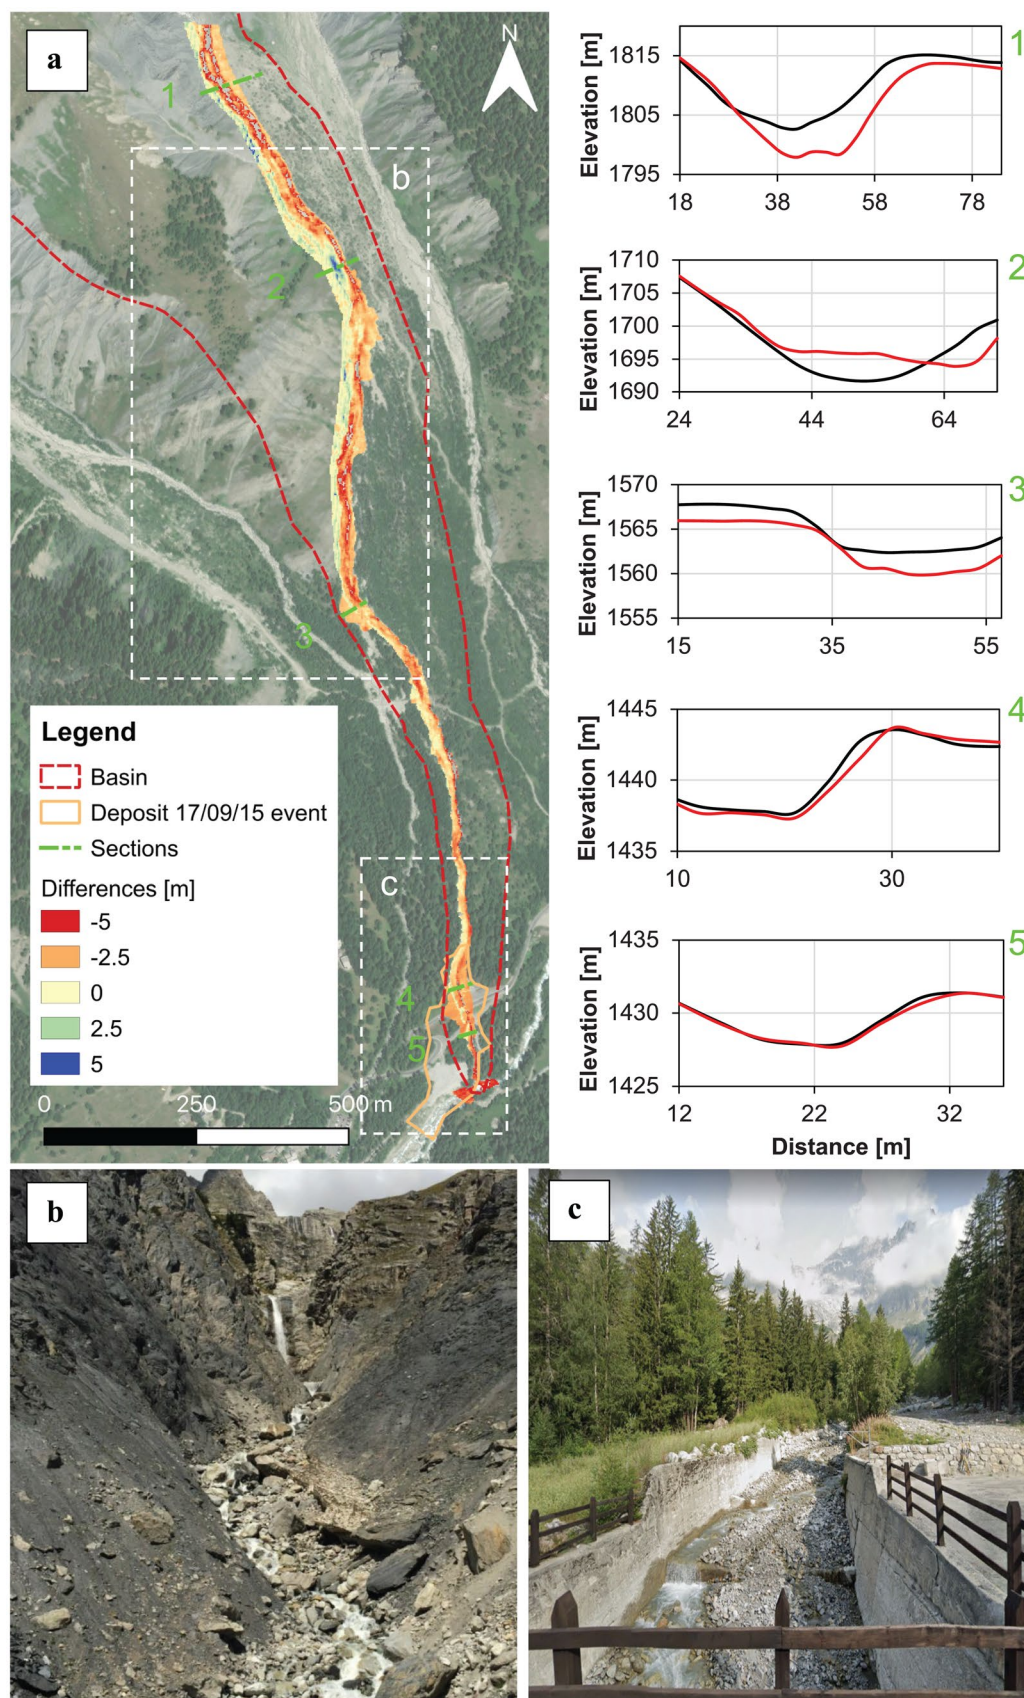 a
N
1
b
2
3
c
4
5
Legend
Basin
Deposit 17/09/15 event
Sections
Differences [m]
-5
-2.5
0
2.5
5
0 250 500 m
Elevation [m]
1815
1805
1795
18 38 58 78
1
Elevation [m]
1710
1705
1700
1695
1690
24 44 64
2
Elevation [m]
1570
1565
1560
1555
15 35 55
3
Elevation [m]
1445
1440
1435
10 30
4
Elevation [m]
1435
1430
1425
12 22 32
5
Distance [m]
b
c